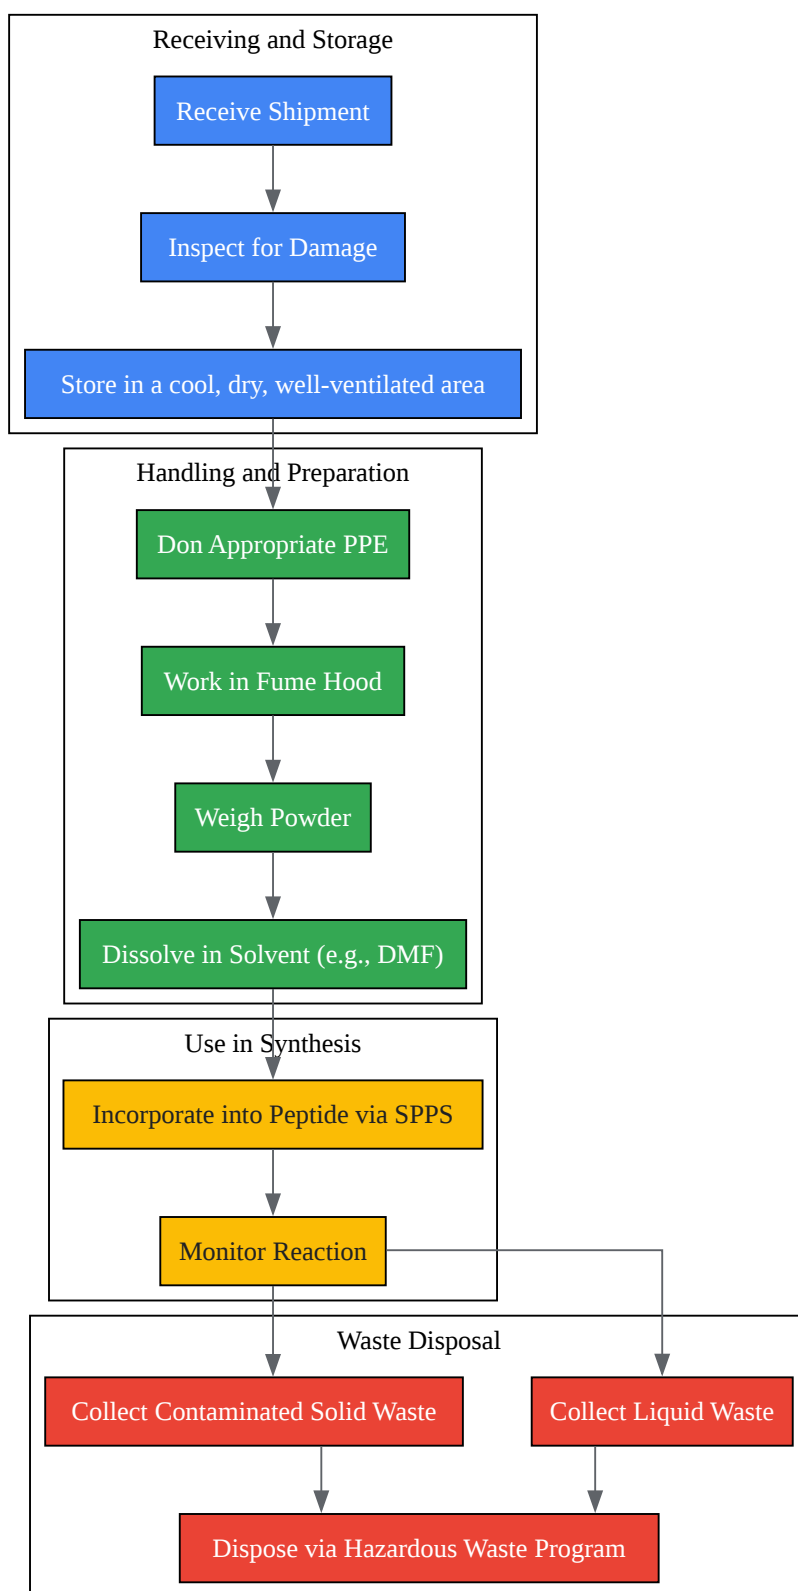 Receiving and Storage
Receive Shipment
Inspect for Damage
Store in a cool, dry, well-ventilated area
Handling and Preparation
Don Appropriate PPE
Work in Fume Hood
Weigh Powder
Dissolve in Solvent (e.g., DMF)
Use in Synthesis
Incorporate into Peptide via SPPS
Monitor Reaction
Waste Disposal
Collect Contaminated Solid Waste
Collect Liquid Waste
Dispose via Hazardous Waste Program